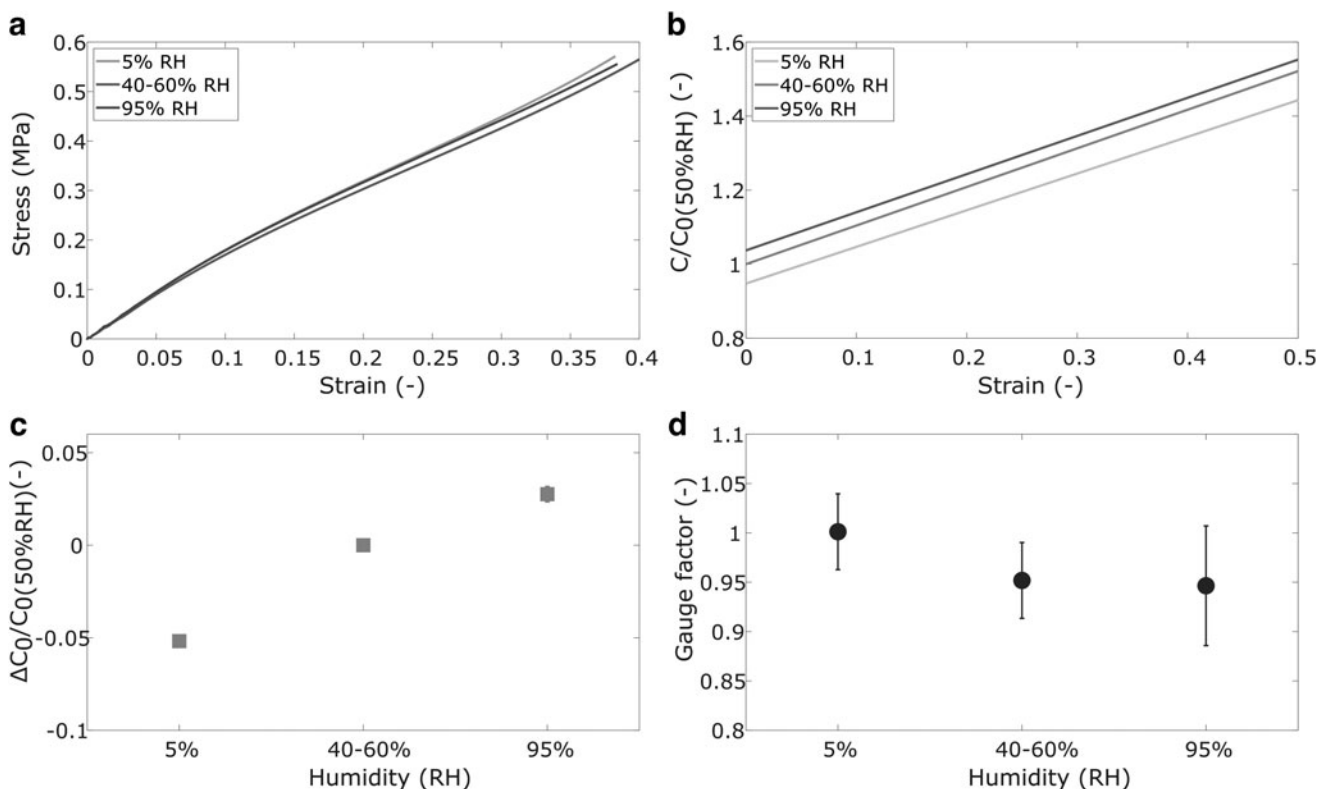 a
0.6
0.5
0.4
0.3
0.2
0.1
0
Stress (MPa)
5% RH
40-60% RH
95% RH
0 0.05 0.1 0.15 0.2 0.25 0.3 0.35 0.4
Strain (-)
b
1.6
1.4
1.2
1
0.8
C/C0(50%RH) (-)
5% RH
40-60% RH
95% RH
0 0.1 0.2 0.3 0.4 0.5
Strain (-)
c
0.05
0
-0.05
-0.1
ΔC0/C0(50%RH)(-)
5% 40-60% 95%
Humidity (RH)
d
1.1
1.05
1
0.95
0.9
0.85
0.8
Gauge factor (-)
5% 40-60% 95%
Humidity (RH)